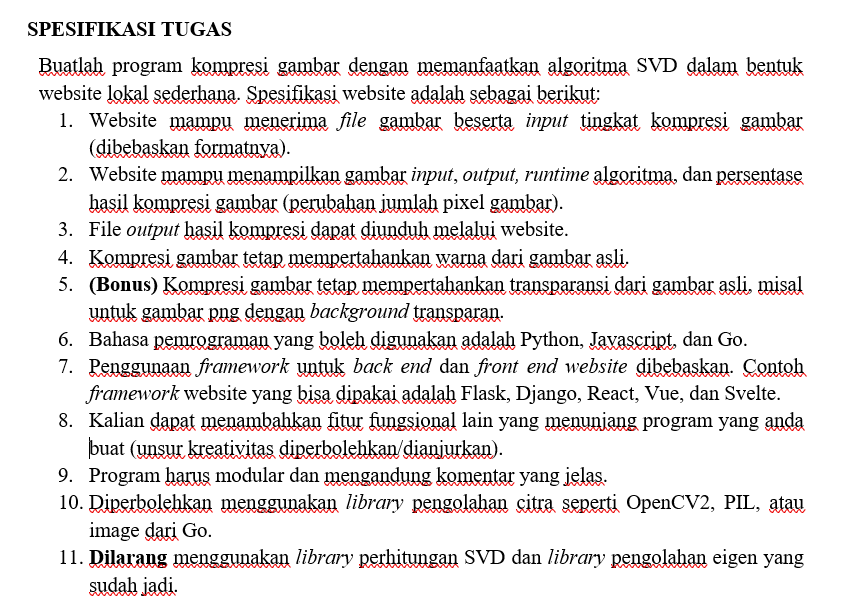 SPESIFIKASI TUGAS
Buatlah program kompresi gambar dengan memanfaatkan algoritma SVD dalam bentuk
website lokal sederhana. Spesifikasi website adalah sebagai berikut:
1. Website mampu menerima file gambar beserta input tingkat kompresi gambar
(dibebaskan formatnya).
2. Website mampu menampilkan gambar input, output, runtime algoritma, dan persentase
hasil kompresi gambar (perubahan jumlah pixel gambar).
3. File output hasil kompresi dapat diunduh melalui website.
4. Kompresi gambar tetap mempertahankan warna dari gambar asli.
5. (Bonus) Kompresi gambar tetap mempertahankan transparansi dari gambar asli, misal
untuk gambar png dengan background transparan.
6. Bahasa pemrograman yang boleh digunakan adalah Python, Javascript, dan Go.
7. Penggunaan framework untuk back end dan front end website dibebaskan. Contoh
framework website yang bisa dipakai adalah Flask, Django, React, Vue, dan Svelte.
8. Kalian dapat menambahkan fitur fungsional lain yang menunjang program yang anda
buat (unsur kreativitas diperbolehkan/dianjurkan).
9. Program harus modular dan mengandung komentar yang jelas.
10. Diperbolehkan menggunakan library pengolahan citra seperti OpenCV2, PIL, atau
image dari Go.
11. Dilarang menggunakan library perhitungan SVD dan library pengolahan eigen yang
sudah jadi.